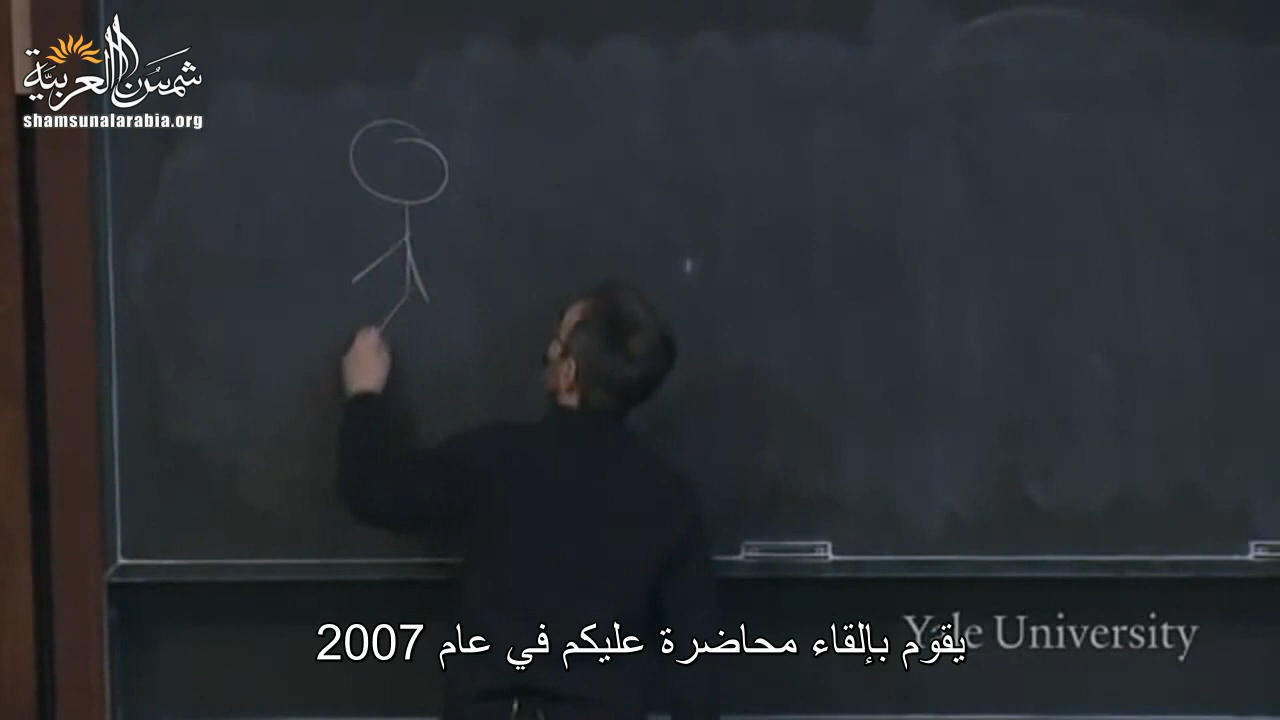 شمس العربية
shamsunalarabia.org
Yale University
يقوم بإلقاء محاضرة عليكم في عام 2007